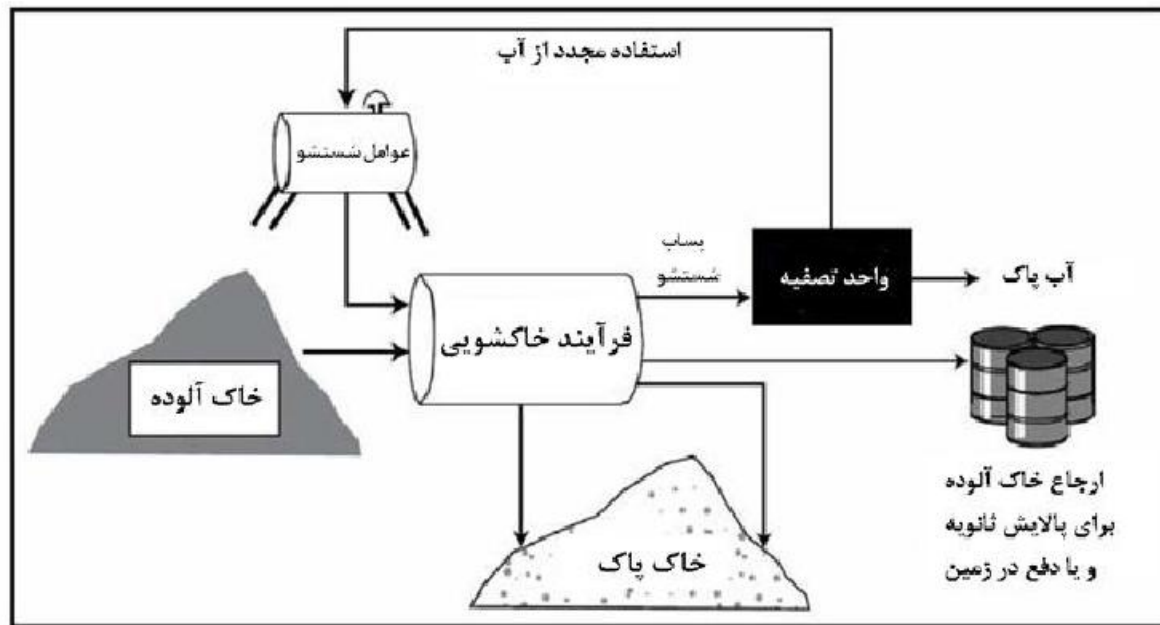 استفاده مجدد از آب
عوامل شستشو
پساب
شستشو
واحد تصفیه
آب پاک
فرآیند خاکشویی
خاک آلوده
ارجاع خاک آلوده
برای پالایش ثانویه
و یا دفع در زمین
خاک پاک